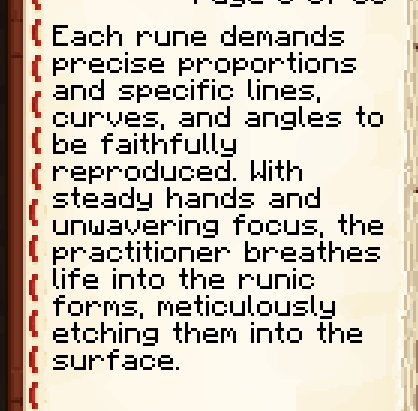 Each rune demands
precise proportions
and specific lines,
curves, and angles to
be faithfully
reproduced. With
steady hands and
unwavering focus, the
practitioner breathes
life into the runic
forms, meticulously
etching them into the
surface.